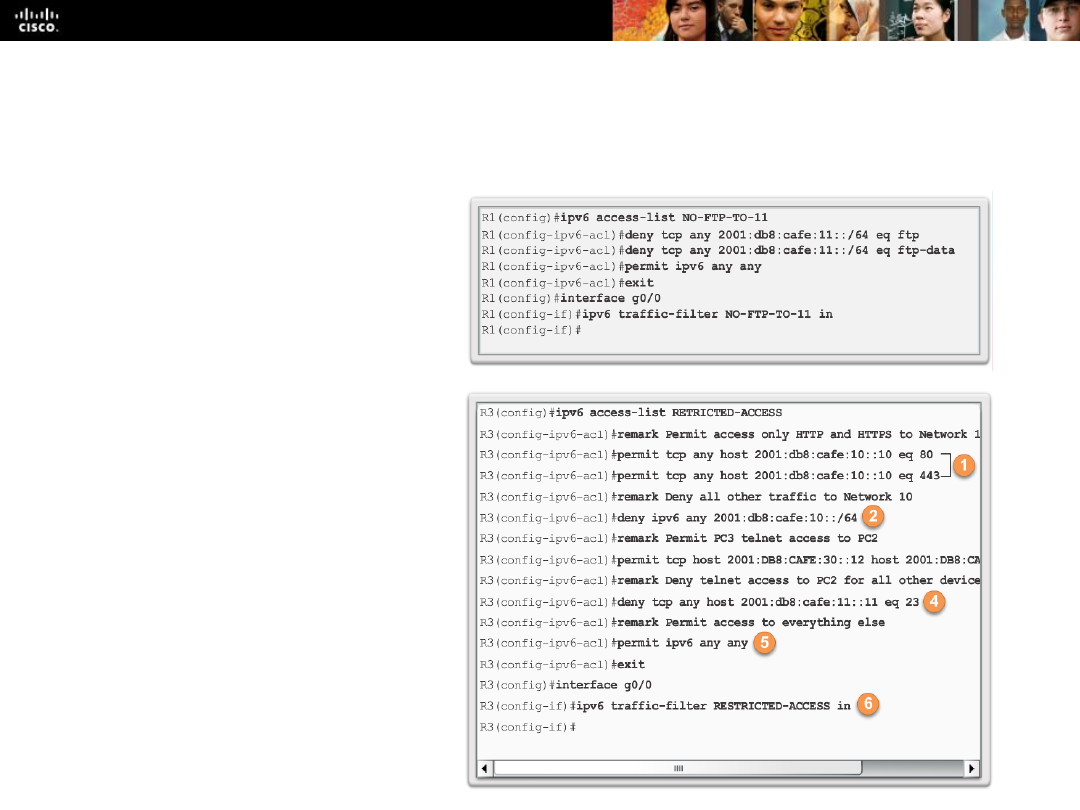 CISCO.
R1(config)#ipv6 access-list NO-FTP-TO-11
R1(config-ipv6-acl)#deny tcp any 2001:db8:cafe:11::/64 eq ftp
R1(config-ipv6-acl)#deny tcp any 2001:db8:cafe:11::/64 eq ftp-data
R1(config-ipv6-acl)#permit ipv6 any any
R1(config-ipv6-acl)#exit
R1(config)#interface g0/0
R1(config-if)#ipv6 traffic-filter NO-FTP-TO-11 in
R1(config-if)#
R3(config)#ipv6 access-list RETRICTED-ACCESS
R3(config-ipv6-acl)#remark Permit access only HTTP and HTTPS to Network 1
R3(config-ipv6-acl)#permit tcp any host 2001:db8:cafe:10::10 eq 80
1
R3(config-ipv6-acl)#permit tcp any host 2001:db8:cafe:10::10 eq 443
R3(config-ipv6-acl)#remark Deny all other traffic to Network 10
R3(config-ipv6-acl)#deny ipv6 any 2001:db8:cafe:10::/64 2
R3(config-ipv6-acl)#remark Permit PC3 telnet access to PC2
R3(config-ipv6-acl)#permit tcp host 2001:DB8:CAFE:30::12 host 2001:DB8:CA
R3(config-ipv6-acl)#remark Deny telnet access to PC2 for all other device
R3(config-ipv6-acl)#deny tcp any host 2001:db8:cafe:11::11 eq 23 4
R3(config-ipv6-acl)#remark Permit access to everything else
R3(config-ipv6-acl)#permit ipv6 any any 5
R3(config-ipv6-acl)#exit
R3(config)#interface g0/0
R3(config-if)#ipv6 traffic-filter RESTRICTED-ACCESS in 6
R3(config-if)#